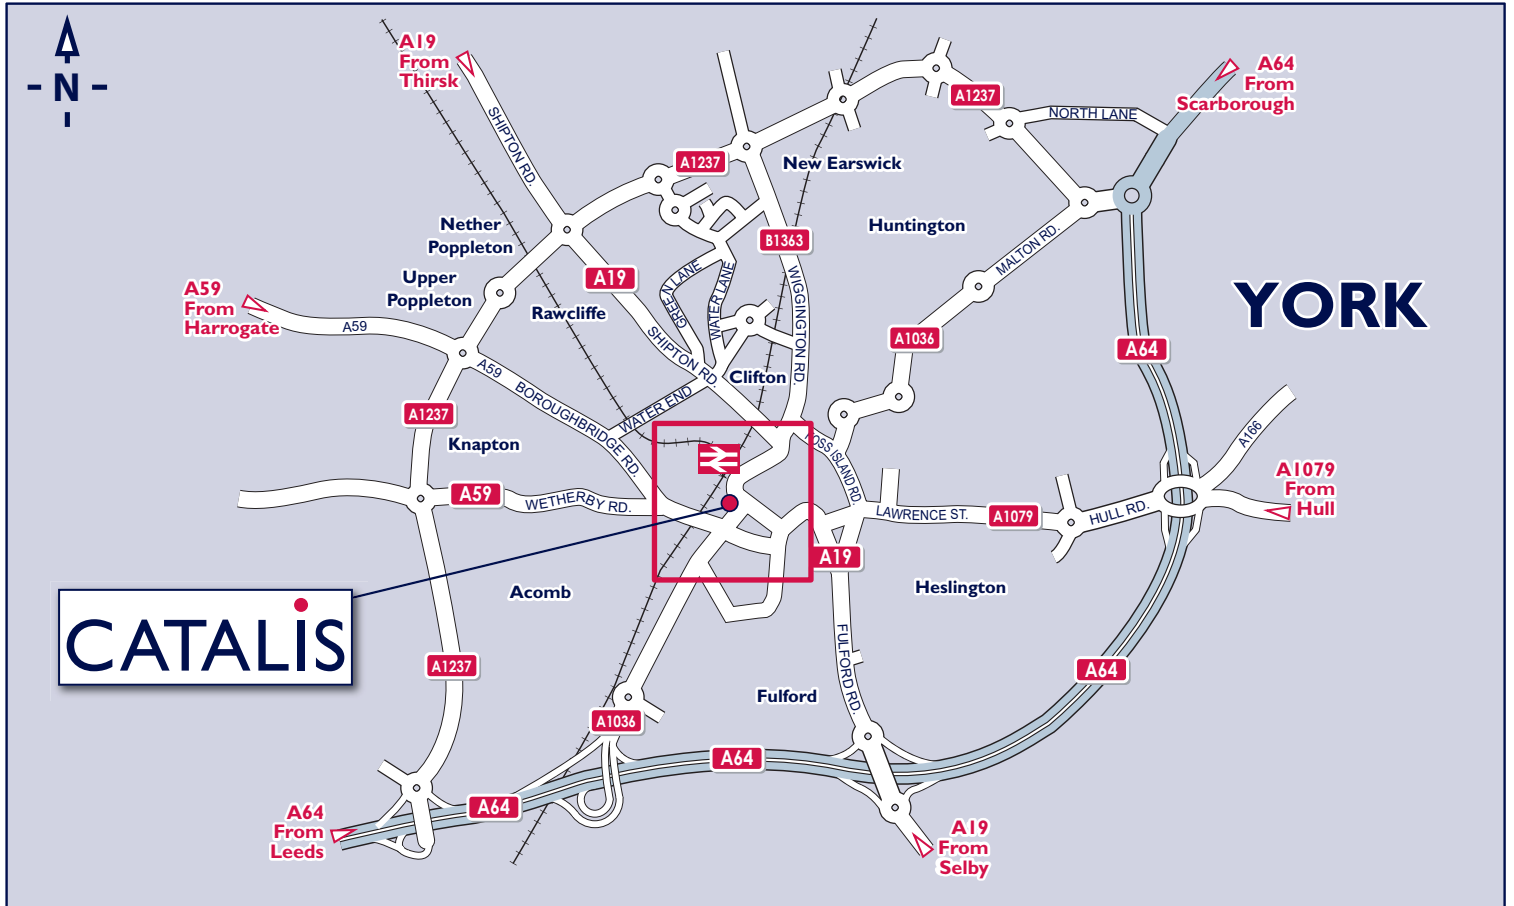 N
A19
From
Thirsk
A64
From
Scarborough
A1237
NORTH LANE
SHIPTON RD.
A1237
New Earswick
Nether
Poppleton
Huntington
B1363
MALTON RD.
Upper
Poppleton
A19
GREEN LANE
WATER LANE
WIGGINGTON RD.
A59
From
Harrogate
A59
Rawcliffe
YORK
SHIPTON RD.
A1036
A64
A59
BOROUGHBRIDGE RD.
Clifton
WATER END
A1237
Knapton
FOSS ISLAND RD.
A166
A1079
From
Hull
A59
WETHERBY RD.
LAWRENCE ST.
A1079
HULL RD.
A19
Acomb
Heslington
CATALIS
FULFORD RD.
A1237
A64
Fulford
A1036
A64
A64
A64
From
Leeds
A19
From
Selby